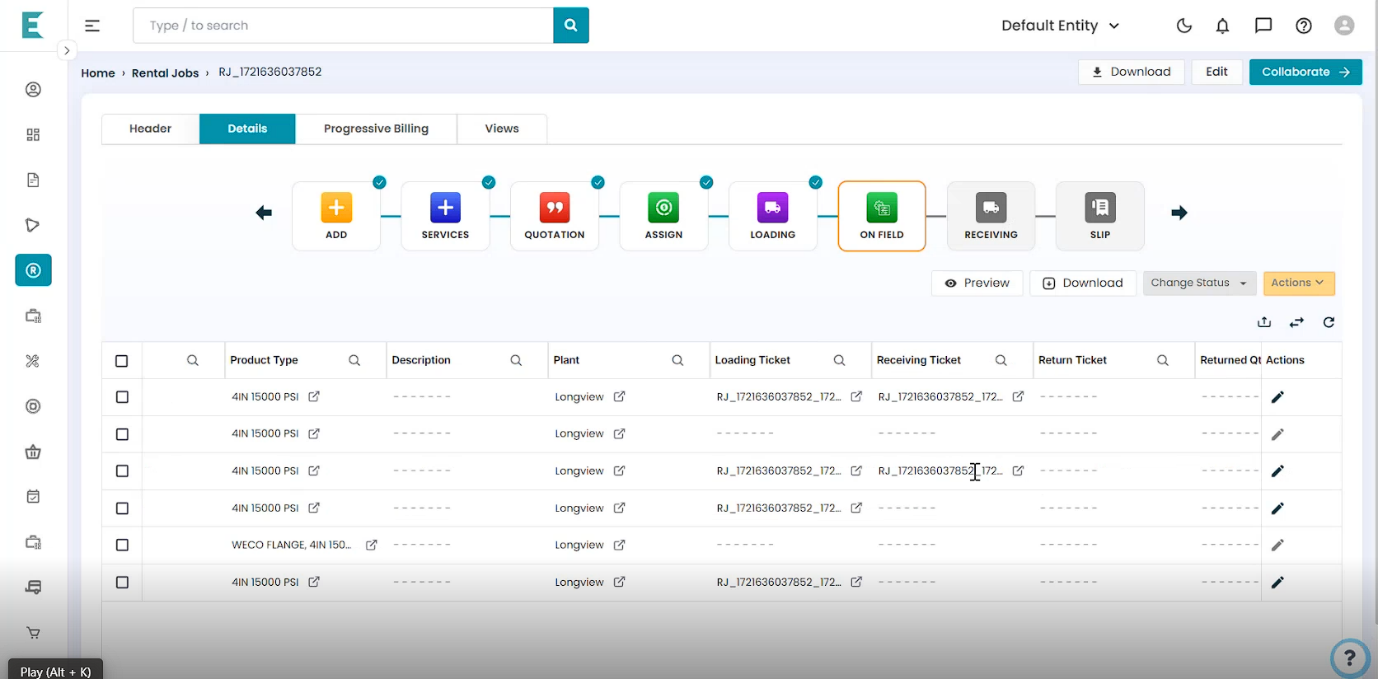 Type / to search
Default Entity
Home › Rental Jobs › RJ_1721636037852
Download Edit Collaborate
Header Details Progressive Billing Views
ADD SERVICES QUOTATION ASSIGN LOADING ON FIELD RECEIVING SLIP
Preview Download Change Status Actions
Product Type Description Plant Loading Ticket Receiving Ticket Return Ticket Returned Qt Actions
4IN 15000 PSI ------- Longview RJ_1721636037852_172... RJ_1721636037852_172... ------- -------
4IN 15000 PSI ------- Longview ------- ------- ------- -------
4IN 15000 PSI ------- Longview RJ_1721636037852_172... RJ_1721636037852_172... ------- -------
4IN 15000 PSI ------- Longview RJ_1721636037852_172... ------- ------- -------
WECO FLANGE, 4IN 150... ------- Longview ------- ------- ------- -------
4IN 15000 PSI ------- Longview RJ_1721636037852_172... ------- ------- -------
Play (Alt + K)
?